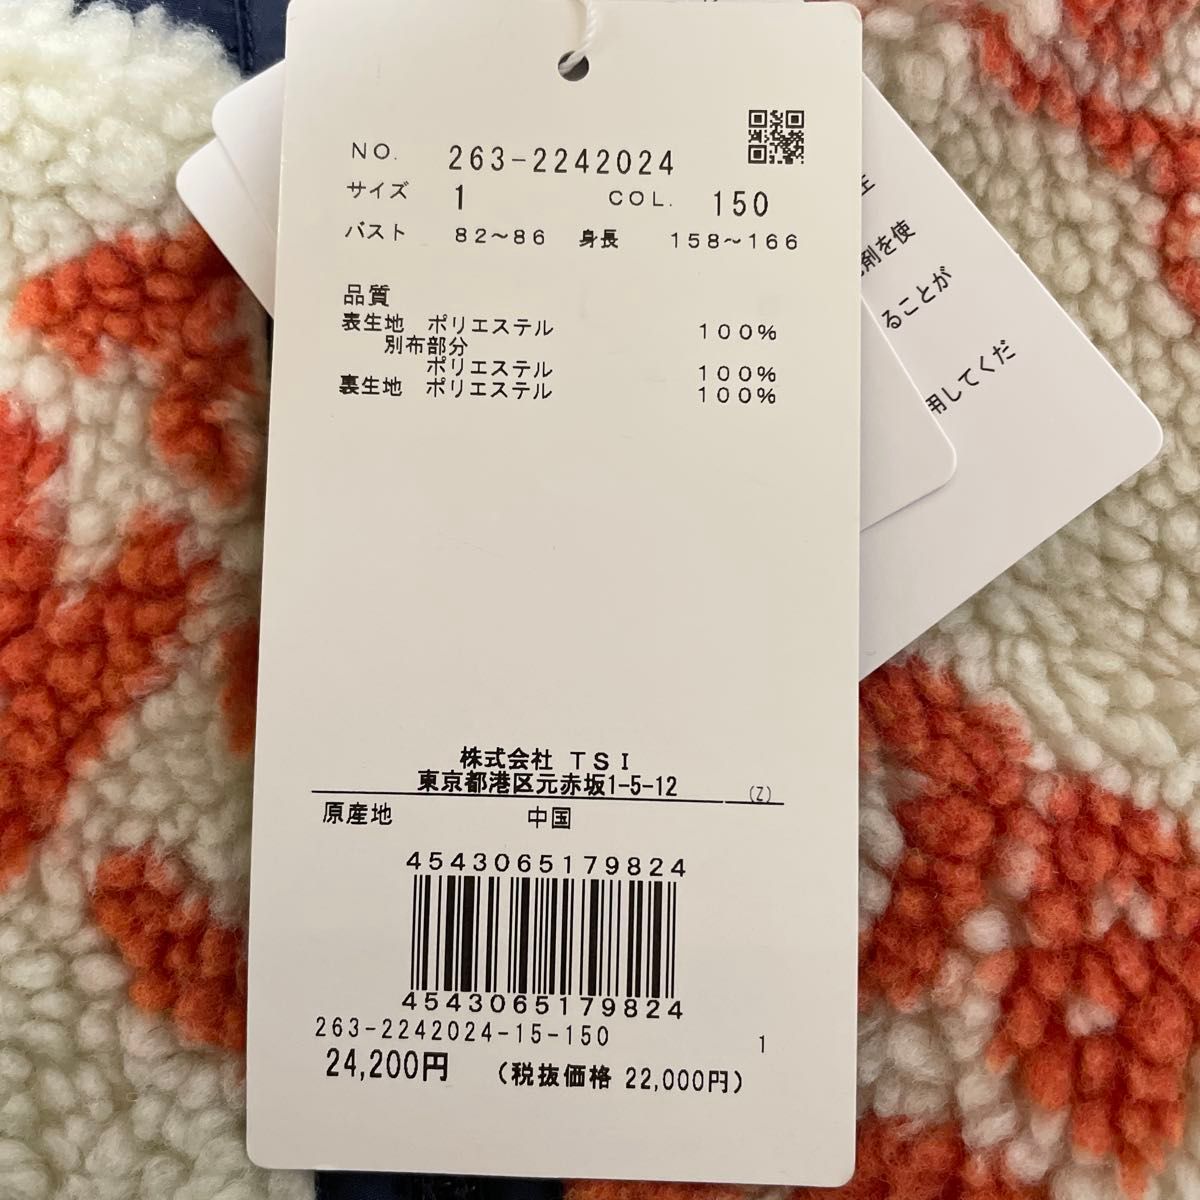 NO. 263-2242024
サイズ 1 COL. 150
バスト 82〜86 身長 158〜166
品質
表生地 ポリエステル 100%
別布部分
ポリエステル 100%
裏生地 ポリエステル 100%
株式会社 TSI
東京都港区元赤坂1-5-12 (Z)
原産地 中国
4543065179824
4543065179824
263-2242024-15-150 1
24,200円 (税抜価格 22,000円)
剤を使
ることが
用してくだ